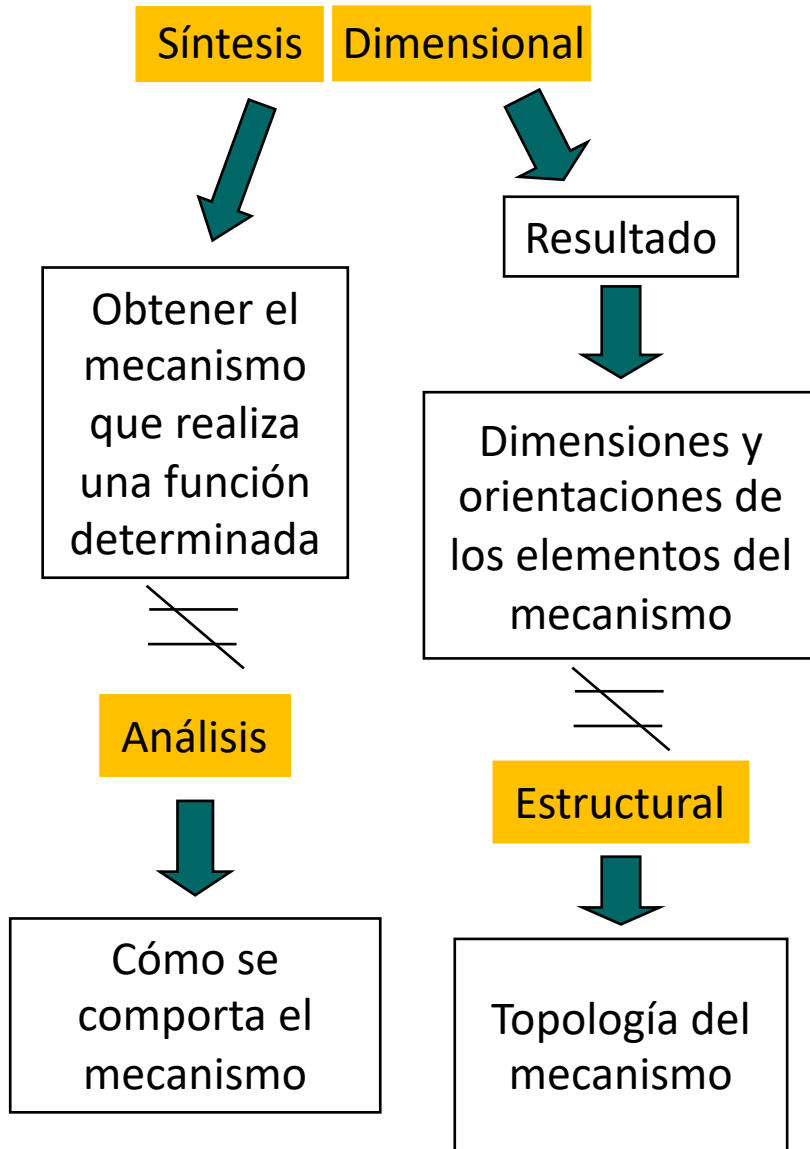 Síntesis Dimensional
Obtener el
mecanismo
que realiza
una función
determinada
Análisis
Cómo se
comporta el
mecanismo
Resultado
Dimensiones y
orientaciones de
los elementos del
mecanismo
Estructural
Topología del
mecanismo